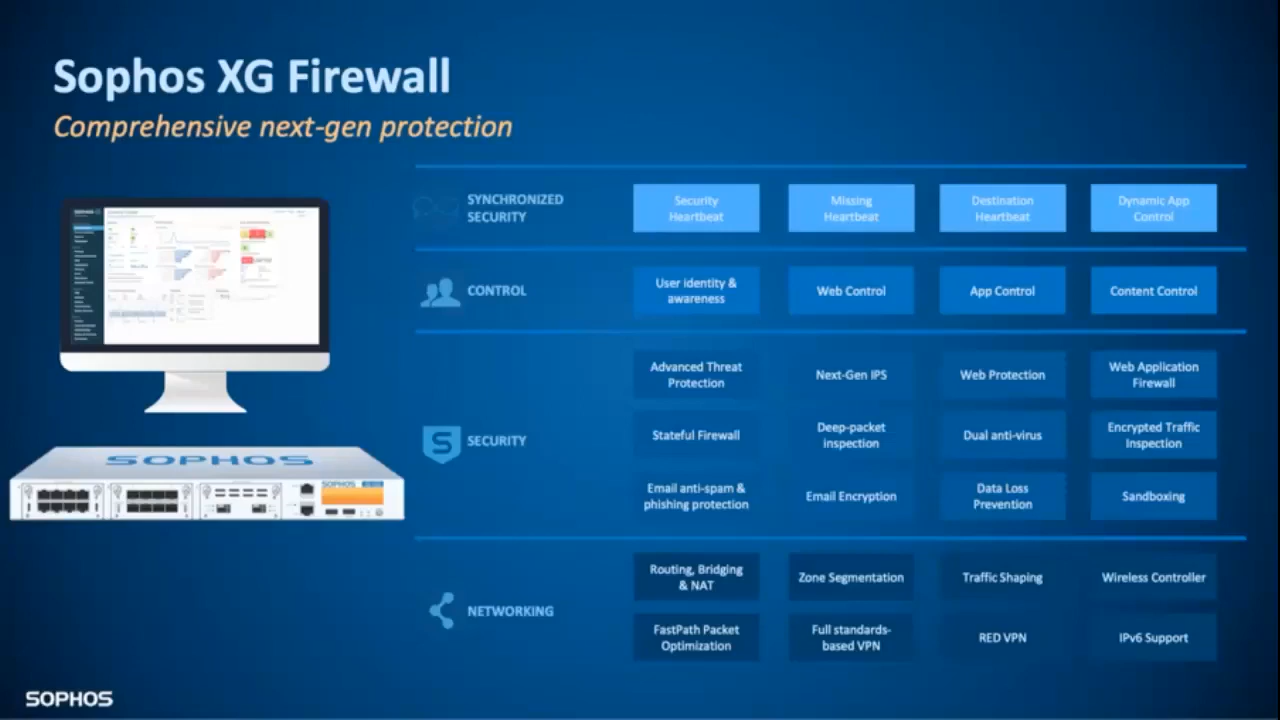 Sophos XG Firewall
Comprehensive next-gen protection
SYNCHRONIZED
SECURITY
Security
Heartbeat
Missing
Heartbeat
Destination
Heartbeat
Dynamic App
Control
CONTROL
User identity &
awareness
Web Control
App Control
Content Control
SECURITY
Advanced Threat
Protection
Next-Gen IPS
Web Protection
Web Application
Firewall
Stateful Firewall
Deep-packet
inspection
Dual anti-virus
Encrypted Traffic
Inspection
Email anti-spam &
phishing protection
Email Encryption
Data Loss
Prevention
Sandboxing
NETWORKING
Routing, Bridging
& NAT
Zone Segmentation
Traffic Shaping
Wireless Controller
FastPath Packet
Optimization
Full standards-
based VPN
RED VPN
IPv6 Support
SOPHOS
SOPHOS
SOPHOS
SOPHOS